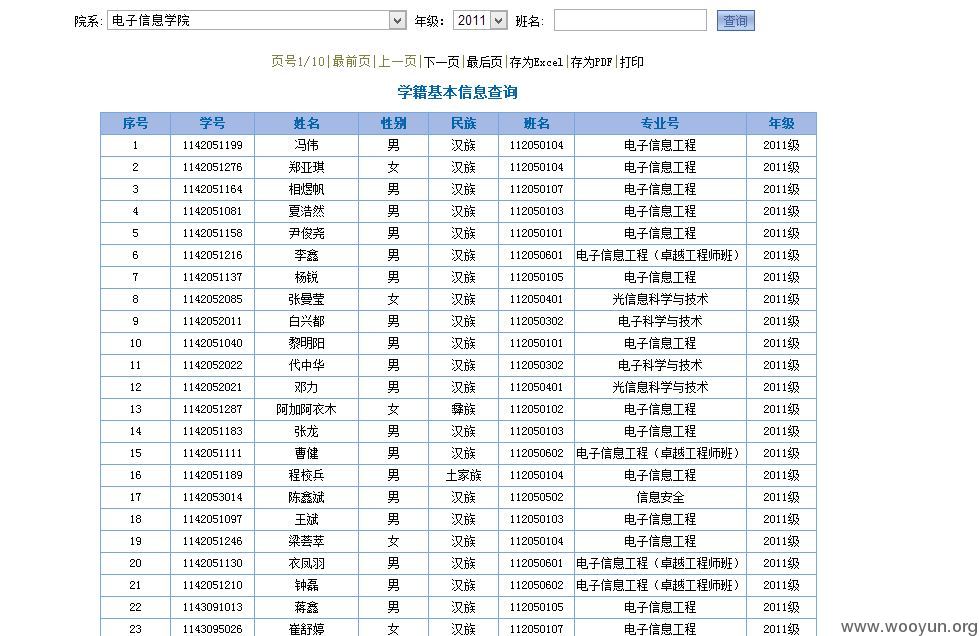 院系: 电子信息学院 年级: 2011 班名: 查询
页号1/10|最前页|上一页|下一页|最后页|存为Excel|存为PDF|打印
学籍基本信息查询
序号 学号 姓名 性别 民族 班名 专业号 年级
1 1142051199 冯伟 男 汉族 112050104 电子信息工程 2011级
2 1142051276 郑亚琪 女 汉族 112050104 电子信息工程 2011级
3 1142051164 相煜帆 男 汉族 112050107 电子信息工程 2011级
4 1142051081 夏浩然 男 汉族 112050103 电子信息工程 2011级
5 1142051158 尹俊尧 男 汉族 112050101 电子信息工程 2011级
6 1142051216 李鑫 男 汉族 112050601 电子信息工程（卓越工程师班） 2011级
7 1142051137 杨锐 男 汉族 112050105 电子信息工程 2011级
8 1142052085 张曼莹 女 汉族 112050401 光信息科学与技术 2011级
9 1142052011 白兴都 男 汉族 112050302 电子科学与技术 2011级
10 1142051040 黎明阳 男 汉族 112050101 电子信息工程 2011级
11 1142052022 代中华 男 汉族 112050302 电子科学与技术 2011级
12 1142052021 邓力 男 汉族 112050401 光信息科学与技术 2011级
13 1142051287 阿加阿衣木 女 彝族 112050102 电子信息工程 2011级
14 1142051183 张龙 男 汉族 112050103 电子信息工程 2011级
15 1142051111 曹健 男 汉族 112050602 电子信息工程（卓越工程师班） 2011级
16 1142051189 程校兵 男 土家族 112050104 电子信息工程 2011级
17 1142053014 陈鑫斌 男 汉族 112050502 信息安全 2011级
18 1142051097 王斌 男 汉族 112050103 电子信息工程 2011级
19 1142051246 梁荟萃 女 汉族 112050104 电子信息工程 2011级
20 1142051130 衣凤羽 男 汉族 112050601 电子信息工程（卓越工程师班） 2011级
21 1142051210 钟磊 男 汉族 112050602 电子信息工程（卓越工程师班） 2011级
22 1143091013 蒋鑫 男 汉族 112050105 电子信息工程 2011级
23 1143095026 崔舒婷 女 汉族 112050107 电子信息工程 2011级
www.wooyun.org